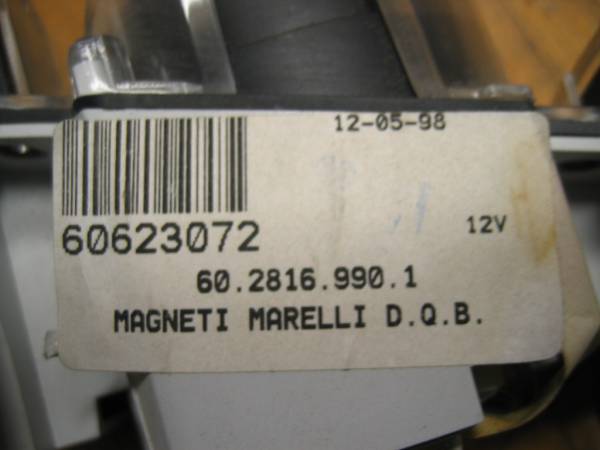 12-05-98
60623072
12V
60.2816.990.1
MAGNETI MARELLI D.Q.B.